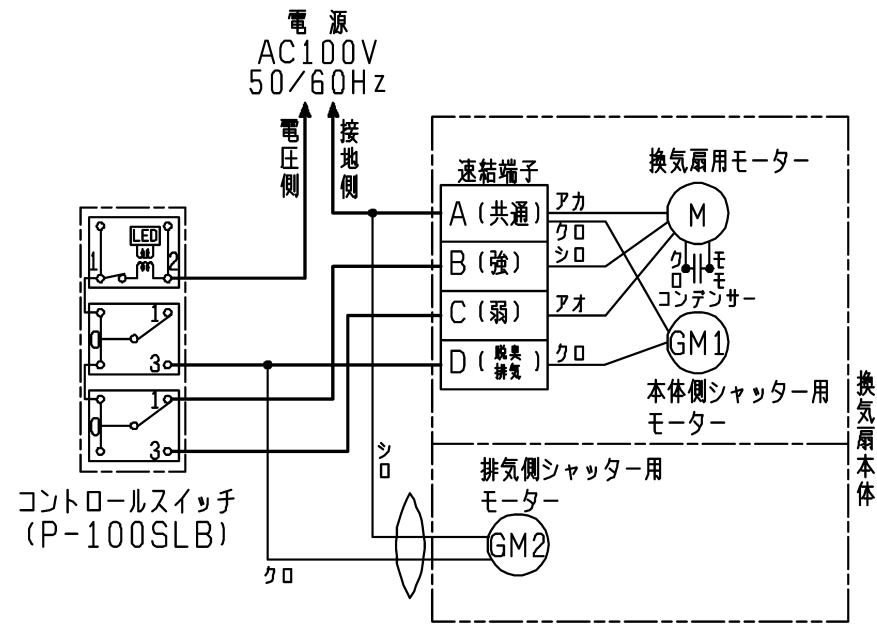 電 源
AC100V
50/60Hz
電圧側
接地側
速結端子
換気扇用モーター
A（共通）
アカ
クロ
M
LED
1
2
B（強）
シロ
クロ
モモ
コンデンサー
C（弱）
アオ
1
0
3
D（脱臭排気）
クロ
GM1
本体側シャッター用
モーター
換気扇本体
1
0
3
シロ
排気側シャッター用
モーター
コントロールスイッチ
(P-100SLB)
GM2
クロ